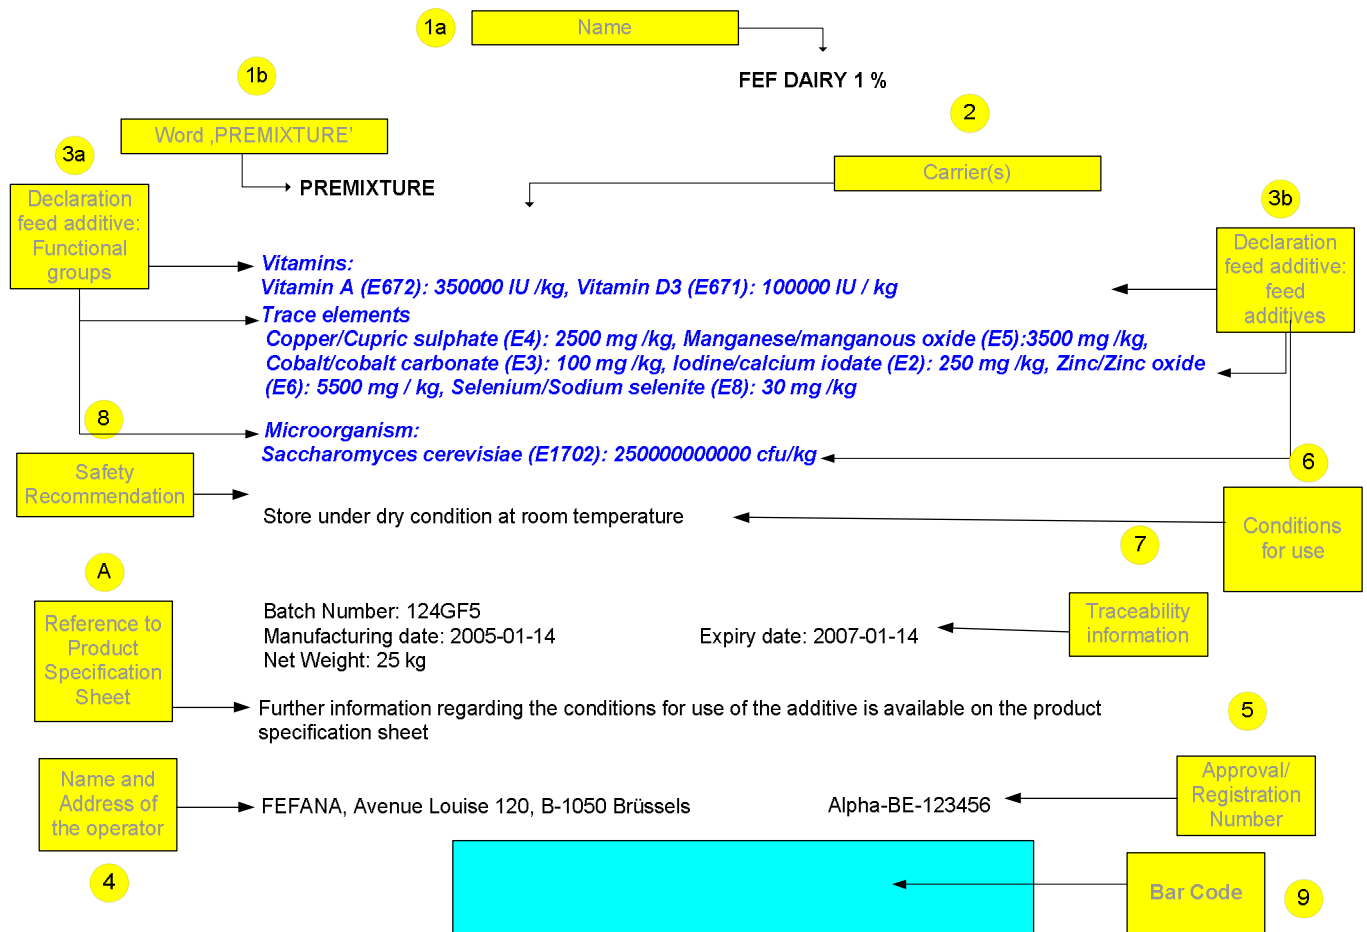 1a
Name
FEF DAIRY 1 %
1b
2
Word ‚PREMIXTURE’
3a
Carrier(s)
PREMIXTURE
3b
Declaration
feed additive:
Functional
groups
Declaration
feed additive:
feed
additives
Vitamins:
Vitamin A (E672): 350000 IU /kg, Vitamin D3 (E671): 100000 IU / kg
Trace elements
Copper/Cupric sulphate (E4): 2500 mg /kg, Manganese/manganous oxide (E5):3500 mg /kg,
Cobalt/cobalt carbonate (E3): 100 mg /kg, Iodine/calcium iodate (E2): 250 mg /kg, Zinc/Zinc oxide
(E6): 5500 mg / kg, Selenium/Sodium selenite (E8): 30 mg /kg
8
Microorganism:
Saccharomyces cerevisiae (E1702): 250000000000 cfu/kg
6
Safety
Recommendation
Store under dry condition at room temperature
Conditions
for use
7
A
Reference to
Product
Specification
Sheet
Batch Number: 124GF5
Manufacturing date: 2005-01-14
Expiry date: 2007-01-14
Net Weight: 25 kg
Traceability
information
Further information regarding the conditions for use of the additive is available on the product
specification sheet
5
Name and
Address of
the operator
FEFANA, Avenue Louise 120, B-1050 Brüssels
Alpha-BE-123456
Approval/
Registration
Number
4
Bar Code
9